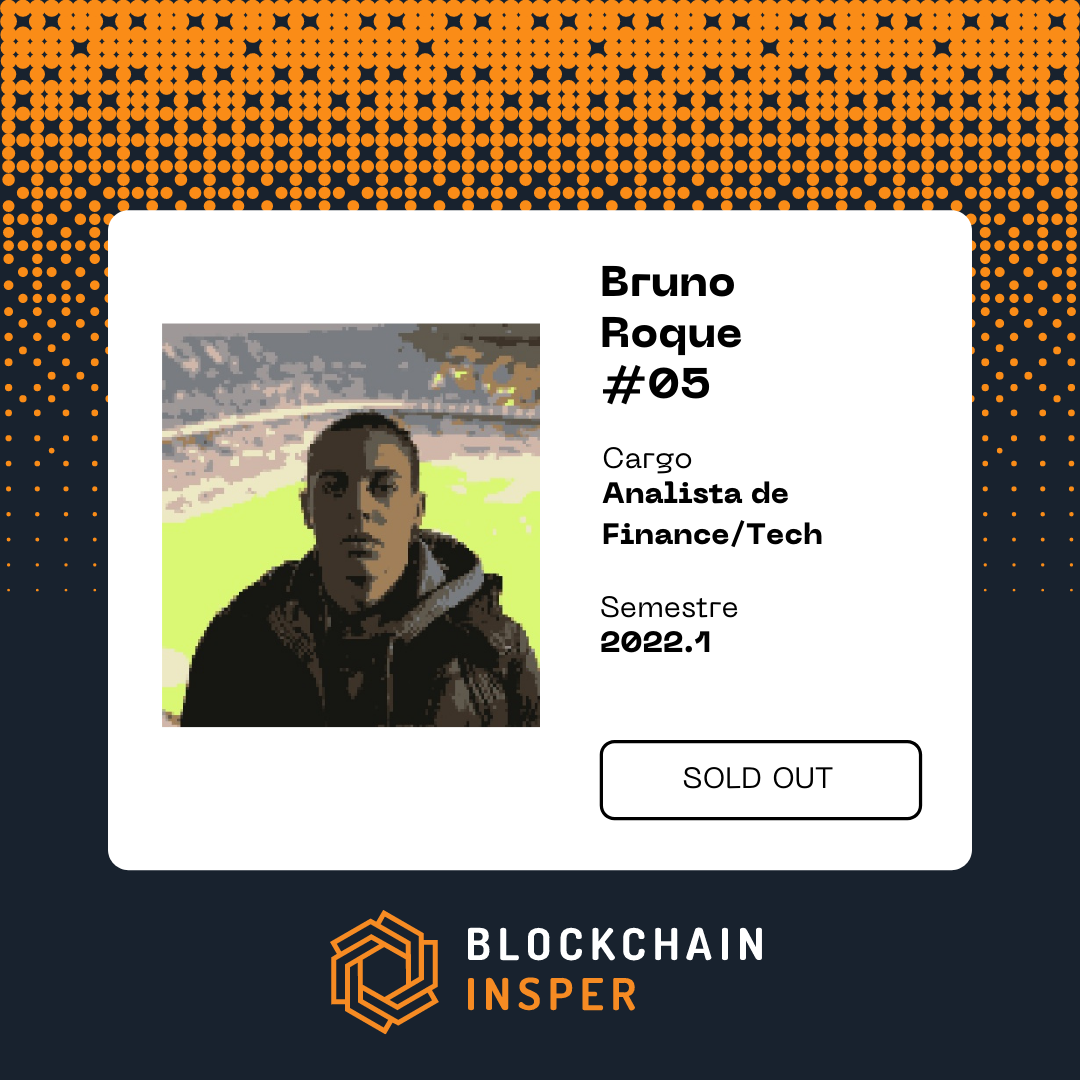 Bruno
Roque
#05
Cargo
Analista de
Finance/Tech
Semestre
2022.1
SOLD OUT
BLOCKCHAIN
INSPER